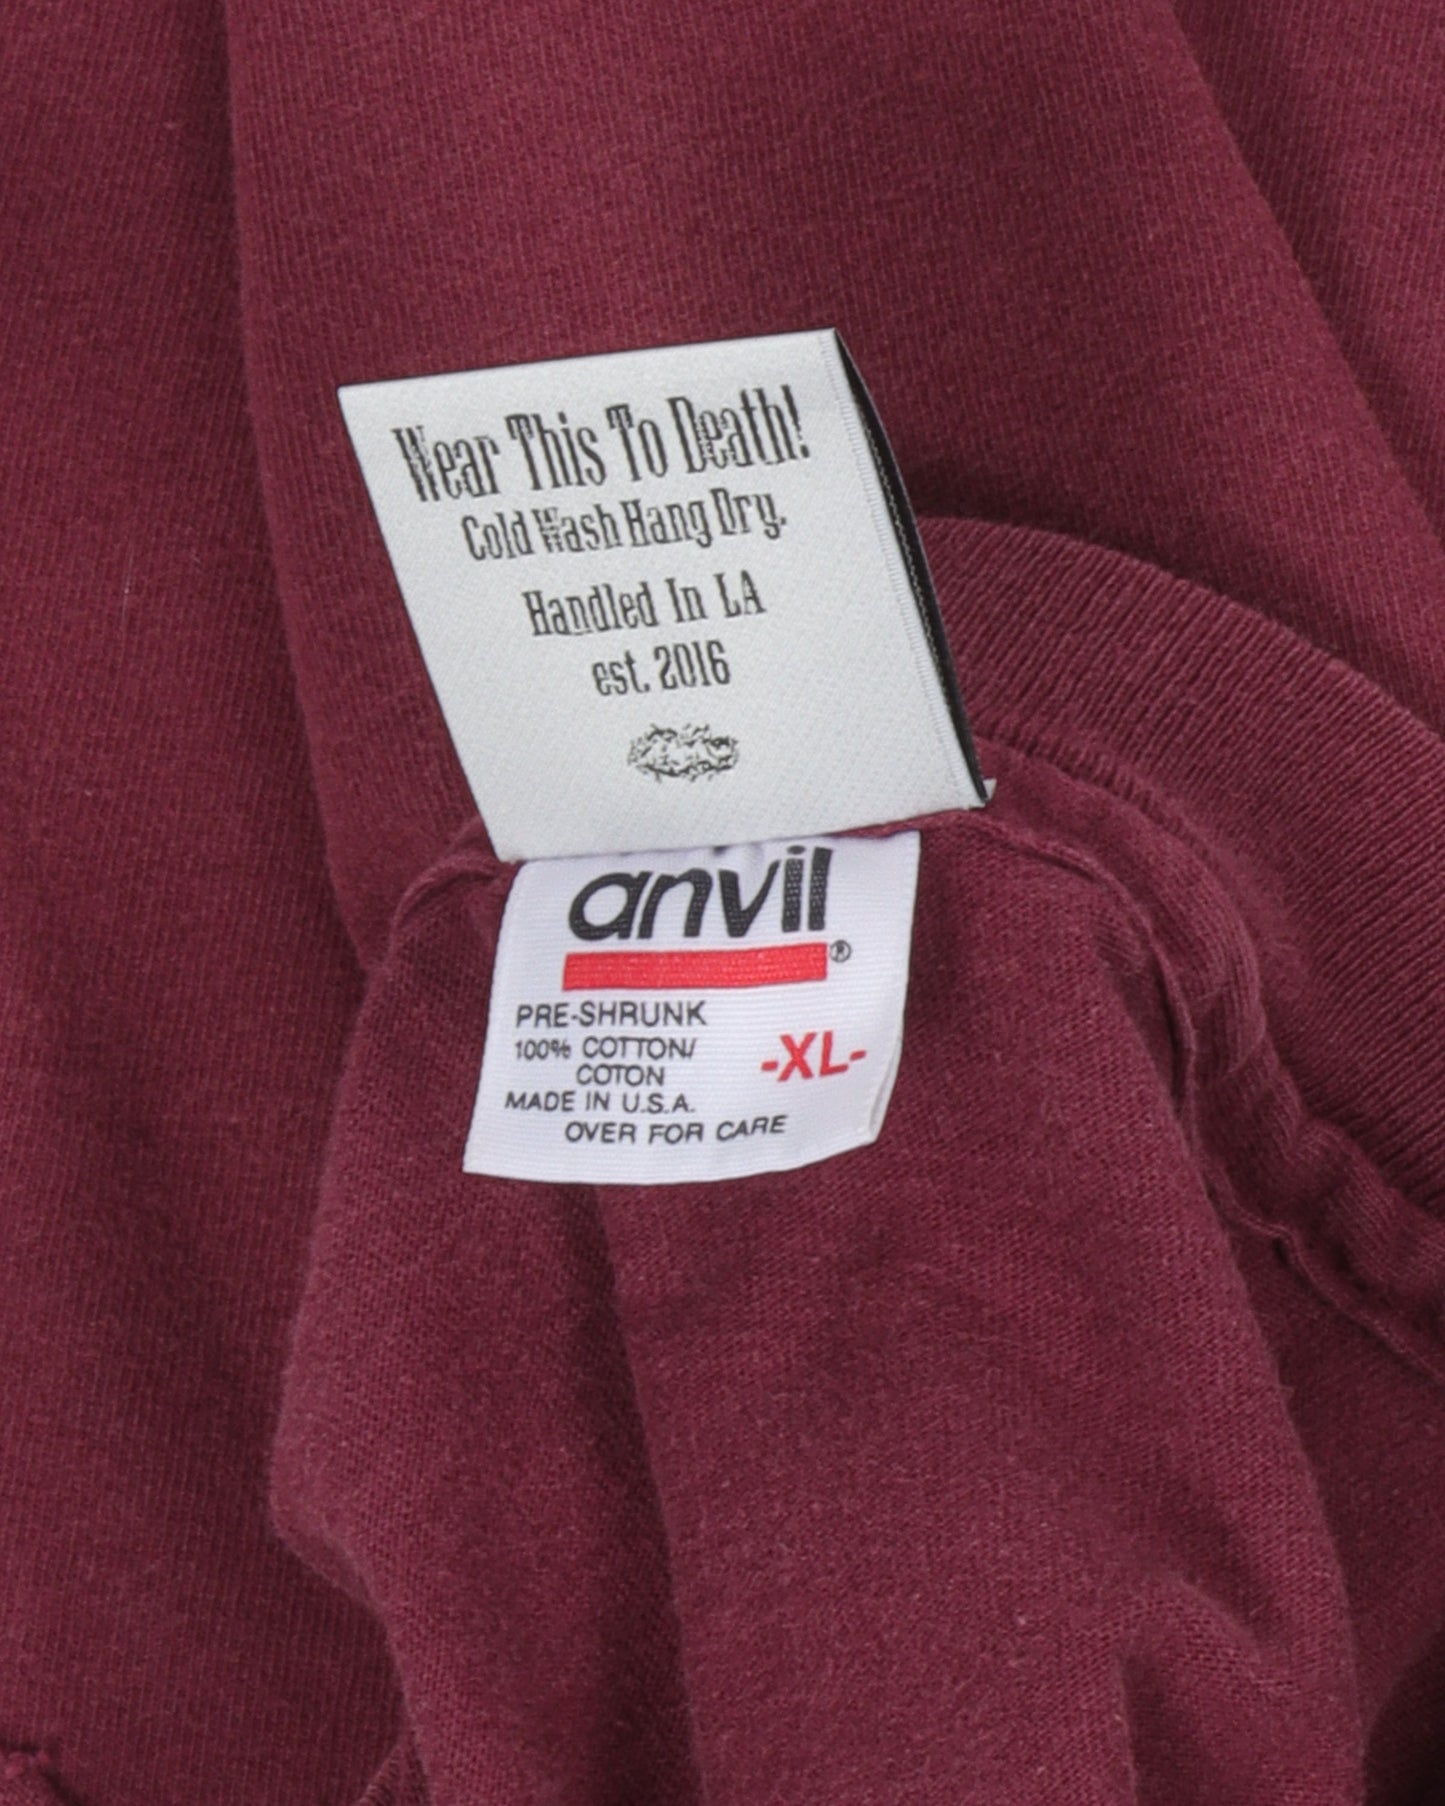 Wear This To Death!
Cold Wash Hang Dry.
Handled In LA
est. 2016
anvil®
PRE-SHRUNK
100% COTTON/
COTON
-XL-
MADE IN U.S.A.
OVER FOR CARE